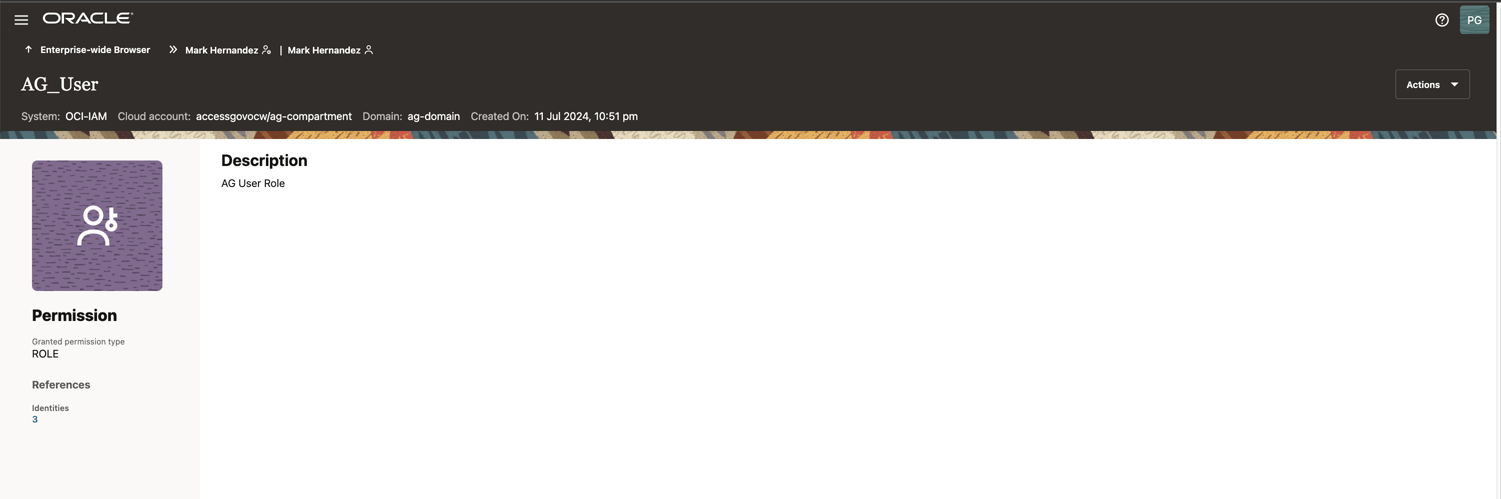 ORACLE
PG
Enterprise-wide Browser Mark Hernandez | Mark Hernandez
AG_User
Actions
System: OCI-IAM Cloud account: accessgovocw/ag-compartment Domain: ag-domain Created On: 11 Jul 2024, 10:51 pm
Description
AG User Role
Permission
Granted permission type
ROLE
References
Identities
3